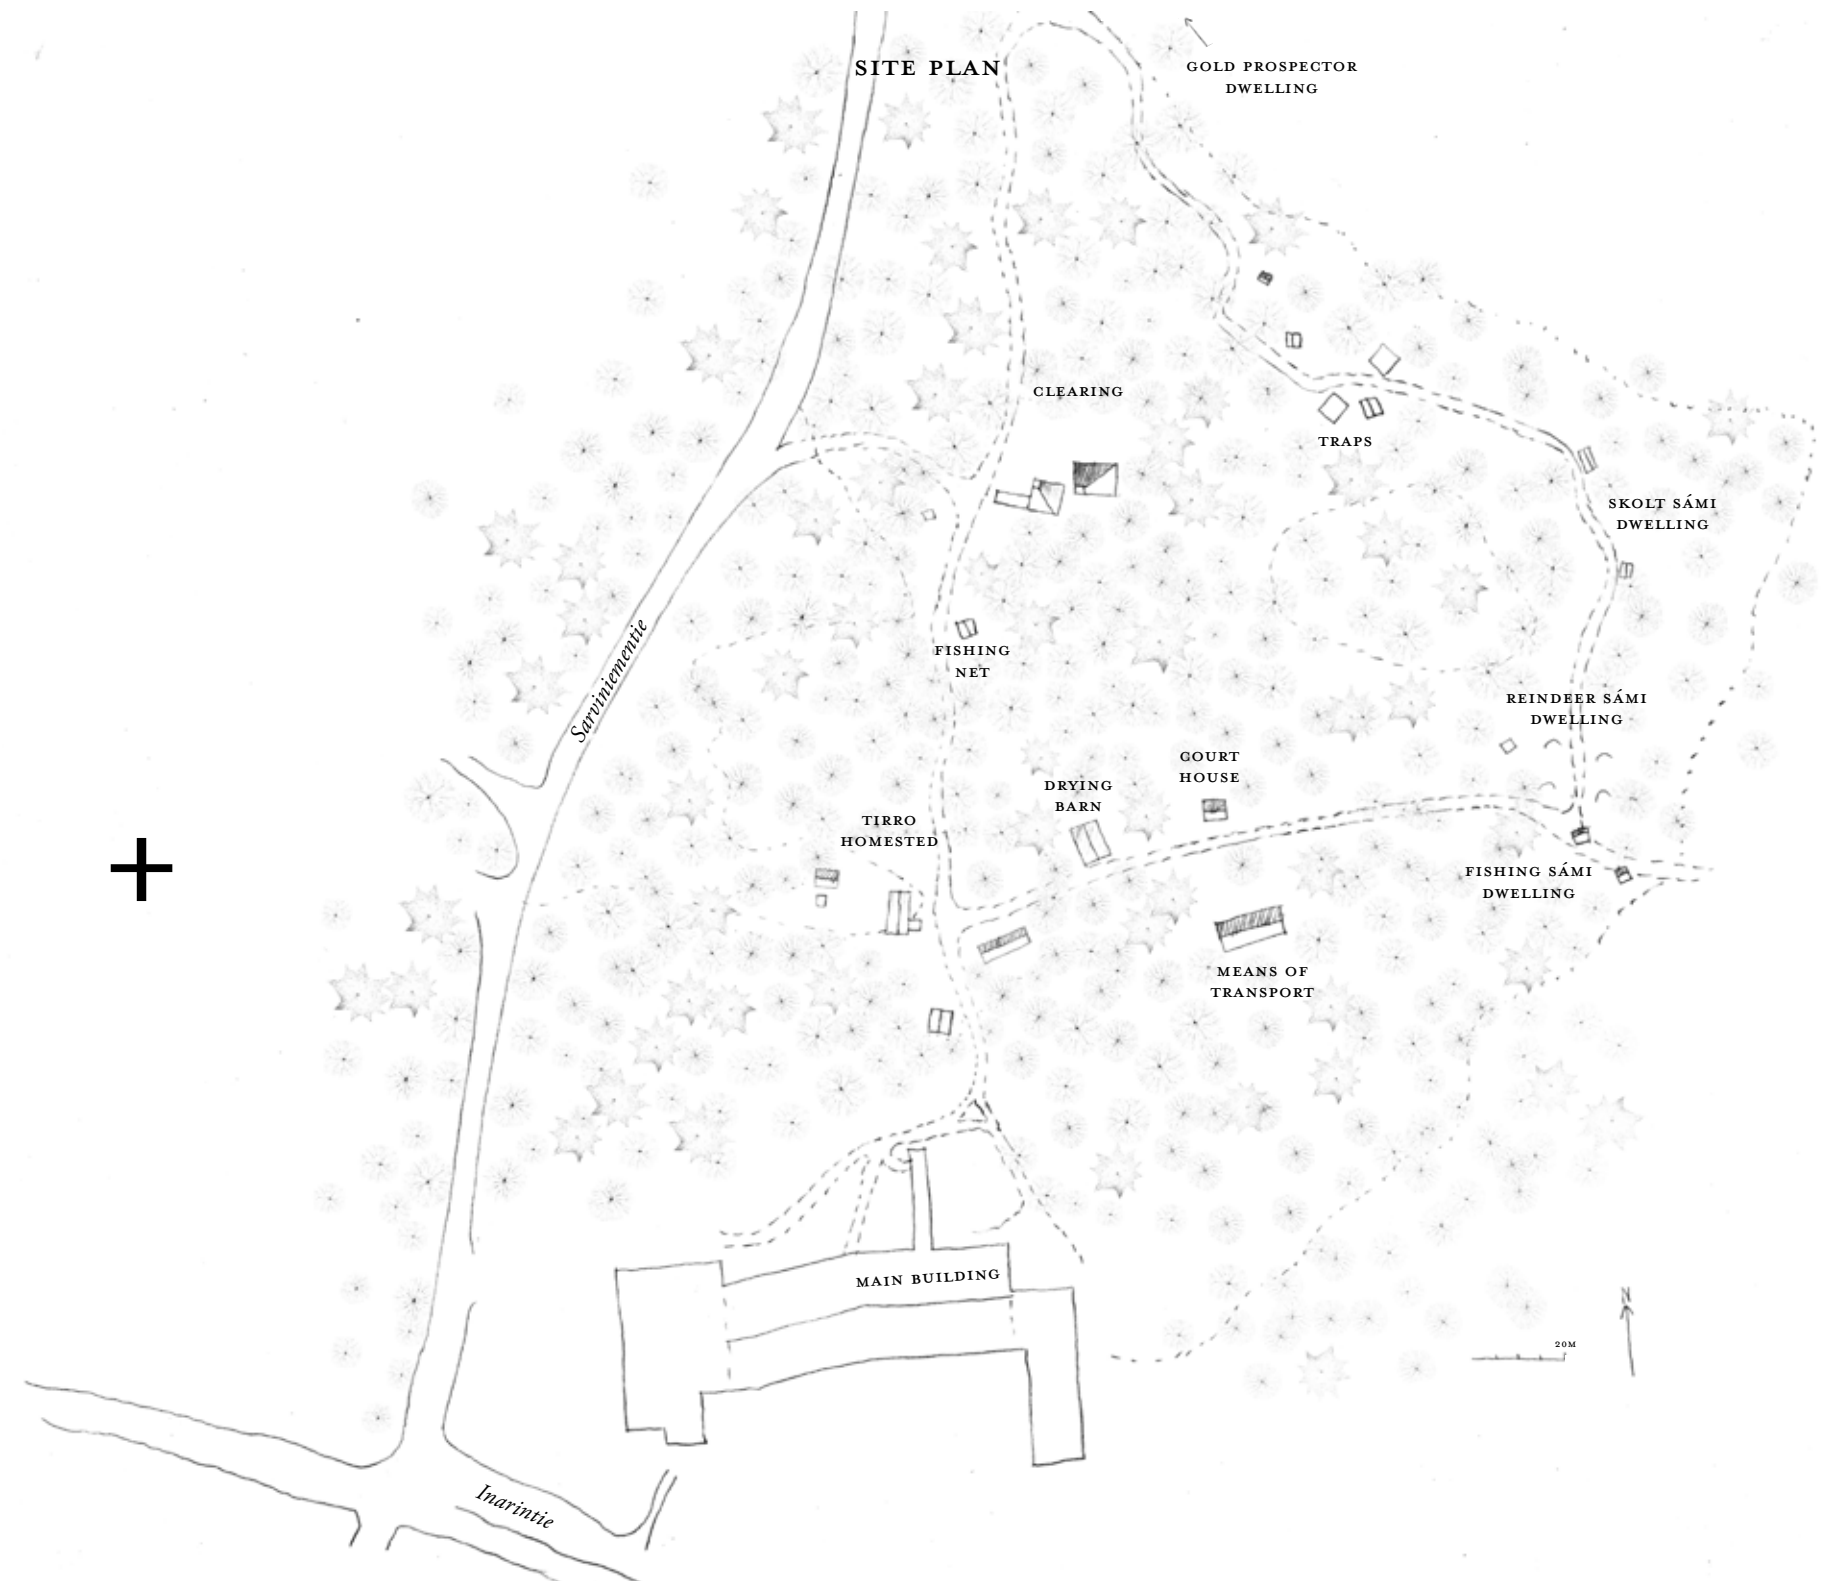 SITE PLAN
GOLD PROSPECTOR
DWELLING
CLEARING
TRAPS
SKOLT SÁMI
DWELLING
Sarviniementie
FISHING
NET
REINDEER SÁMI
DWELLING
COURT
HOUSE
DRYING
BARN
TIRRO
HOMESTED
FISHING SÁMI
DWELLING
MEANS OF
TRANSPORT
MAIN BUILDING
N
20M
Inarintie